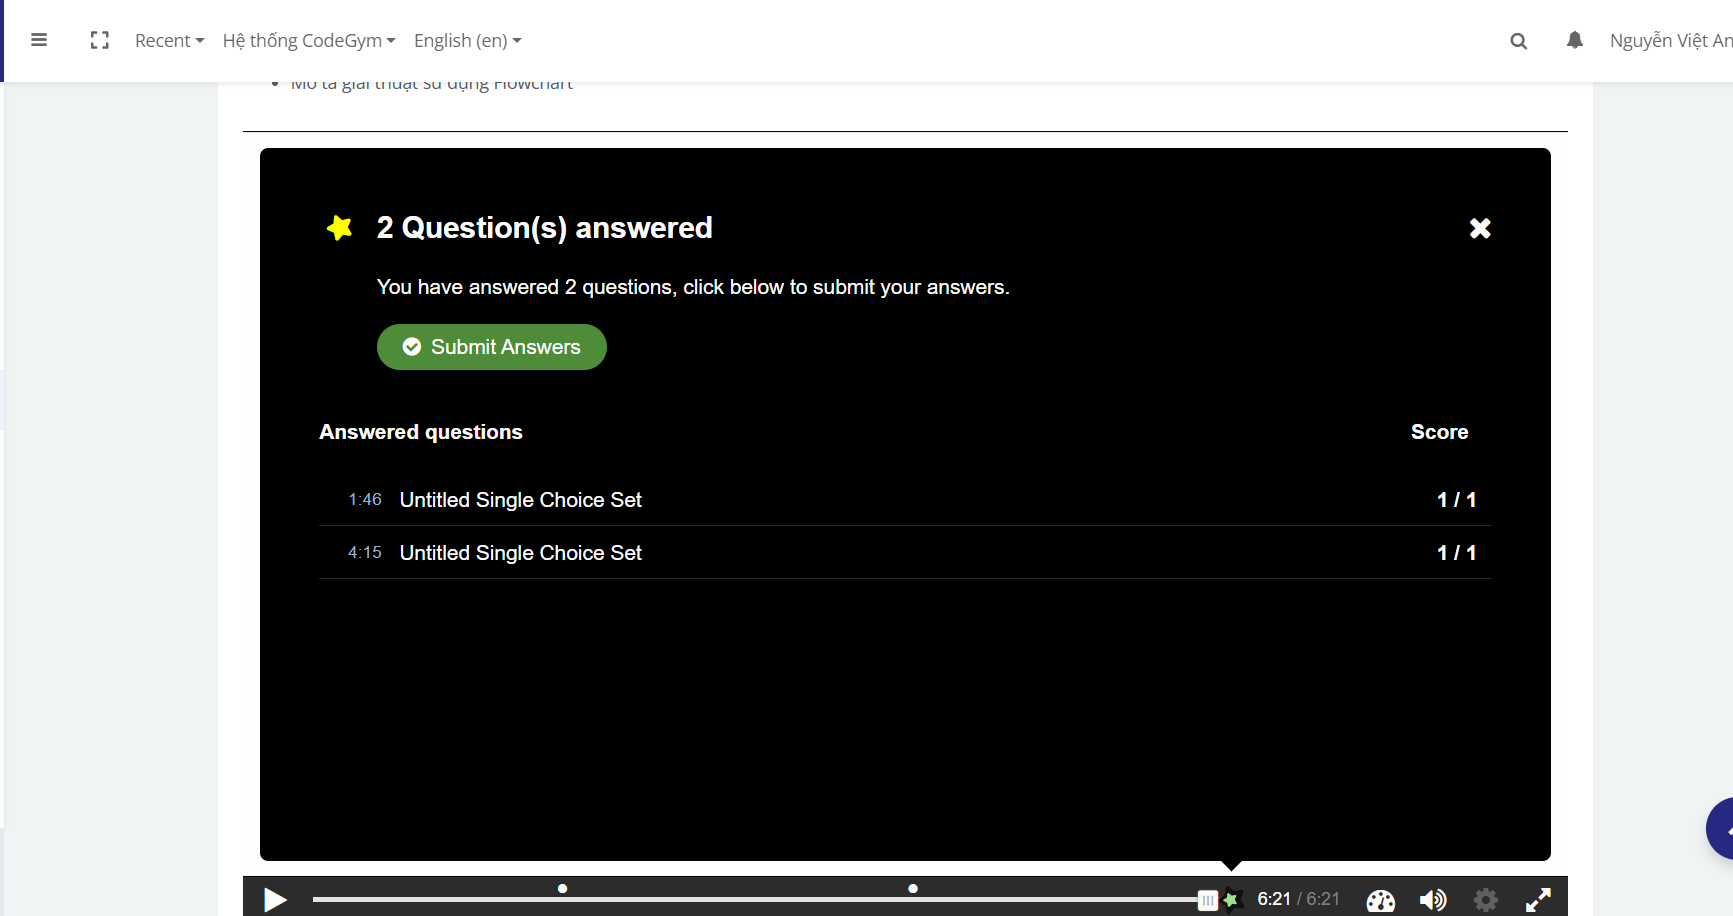 Recent
Hệ thống CodeGym
English (en)
Nguyễn Việt An
Mô tả giải thuật sử dụng Flowchart
2 Question(s) answered
You have answered 2 questions, click below to submit your answers.
Submit Answers
Answered questions
Score
1:46 Untitled Single Choice Set 1 / 1
4:15 Untitled Single Choice Set 1 / 1
6:21 / 6:21